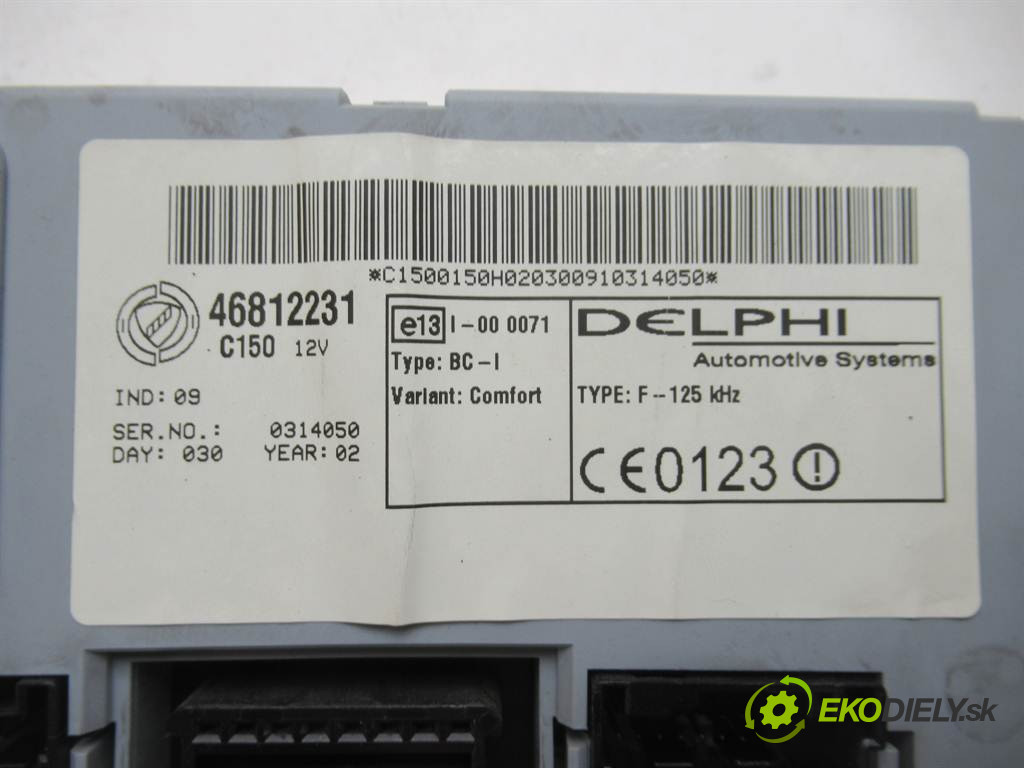 *C1500150H020300910314050*
46812231
C150 12V
IND: 09
SER.NO.: 0314050
DAY: 030 YEAR: 02
e13 I-00 0071
Type: BC-I
Variant: Comfort
DELPHI
Automotive Systems
TYPE: F--125 kHz
CE0123
EKODIELY.sk